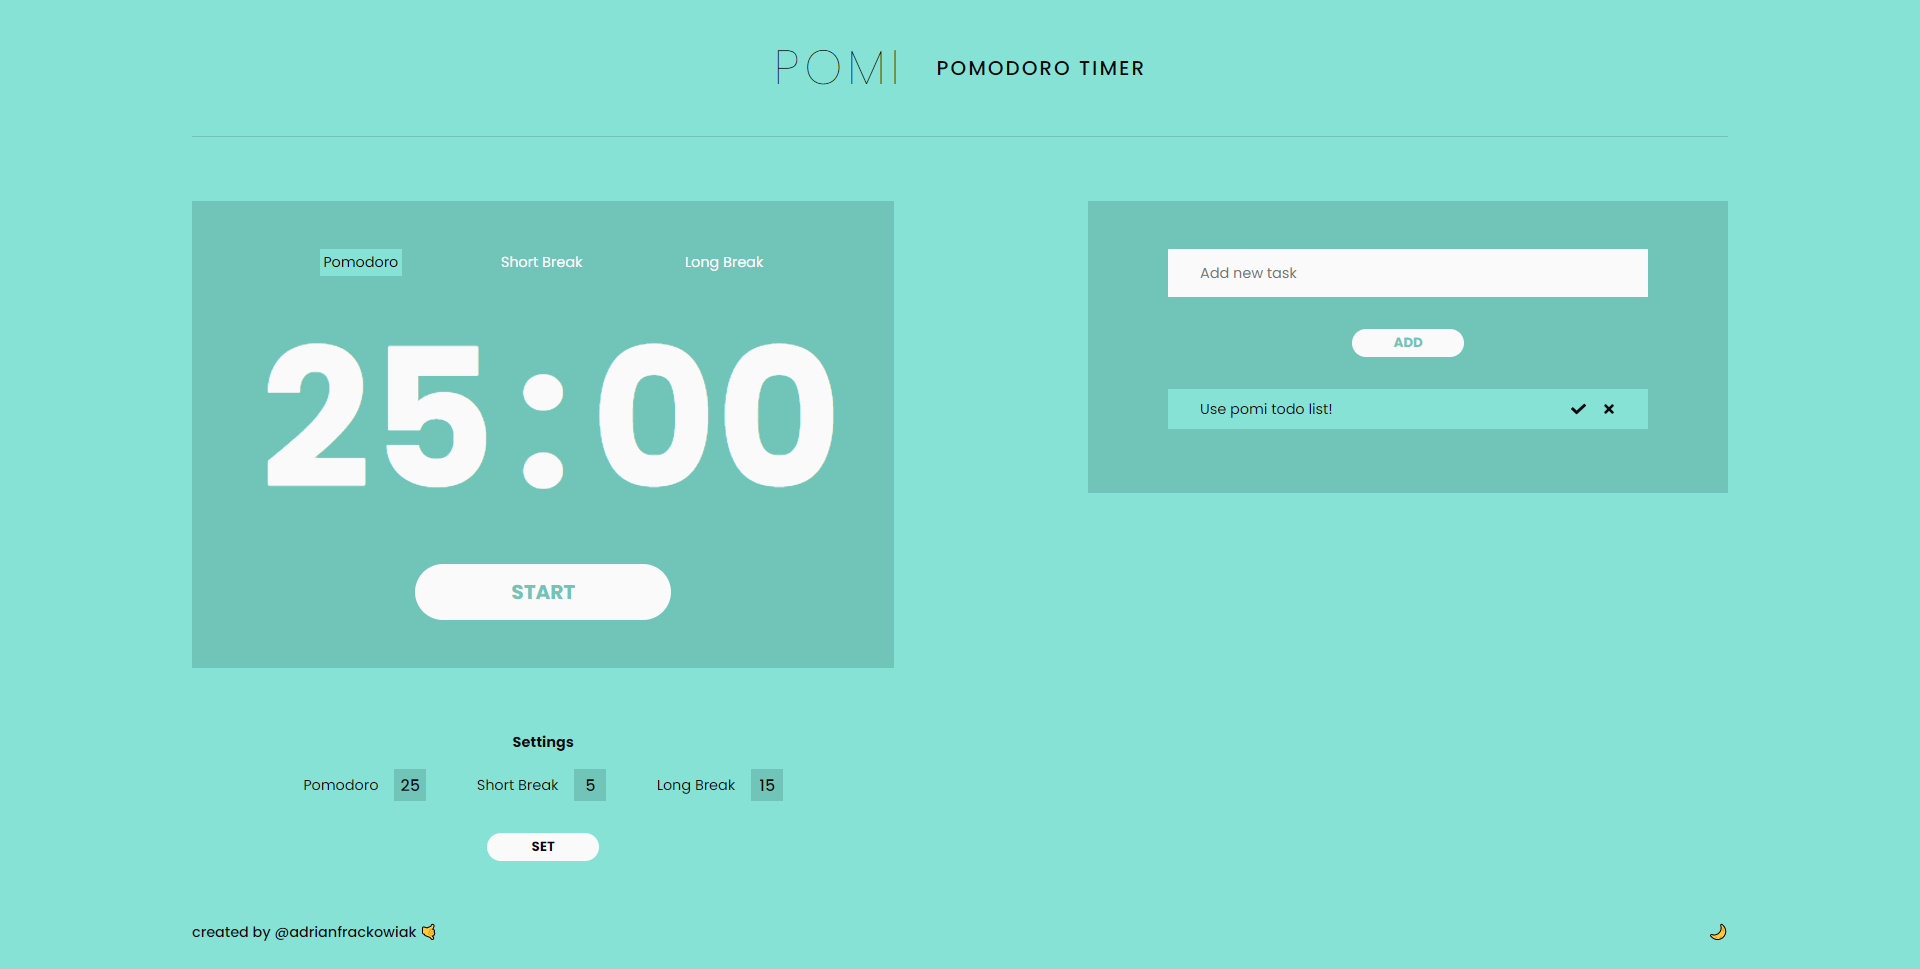 POMI POMODORO TIMER
Pomodoro Short Break Long Break
25:00
START
Add new task
ADD
Use pomi todo list!
Settings
Pomodoro 25 Short Break 5 Long Break 15
SET
created by @adrianfrackowiak